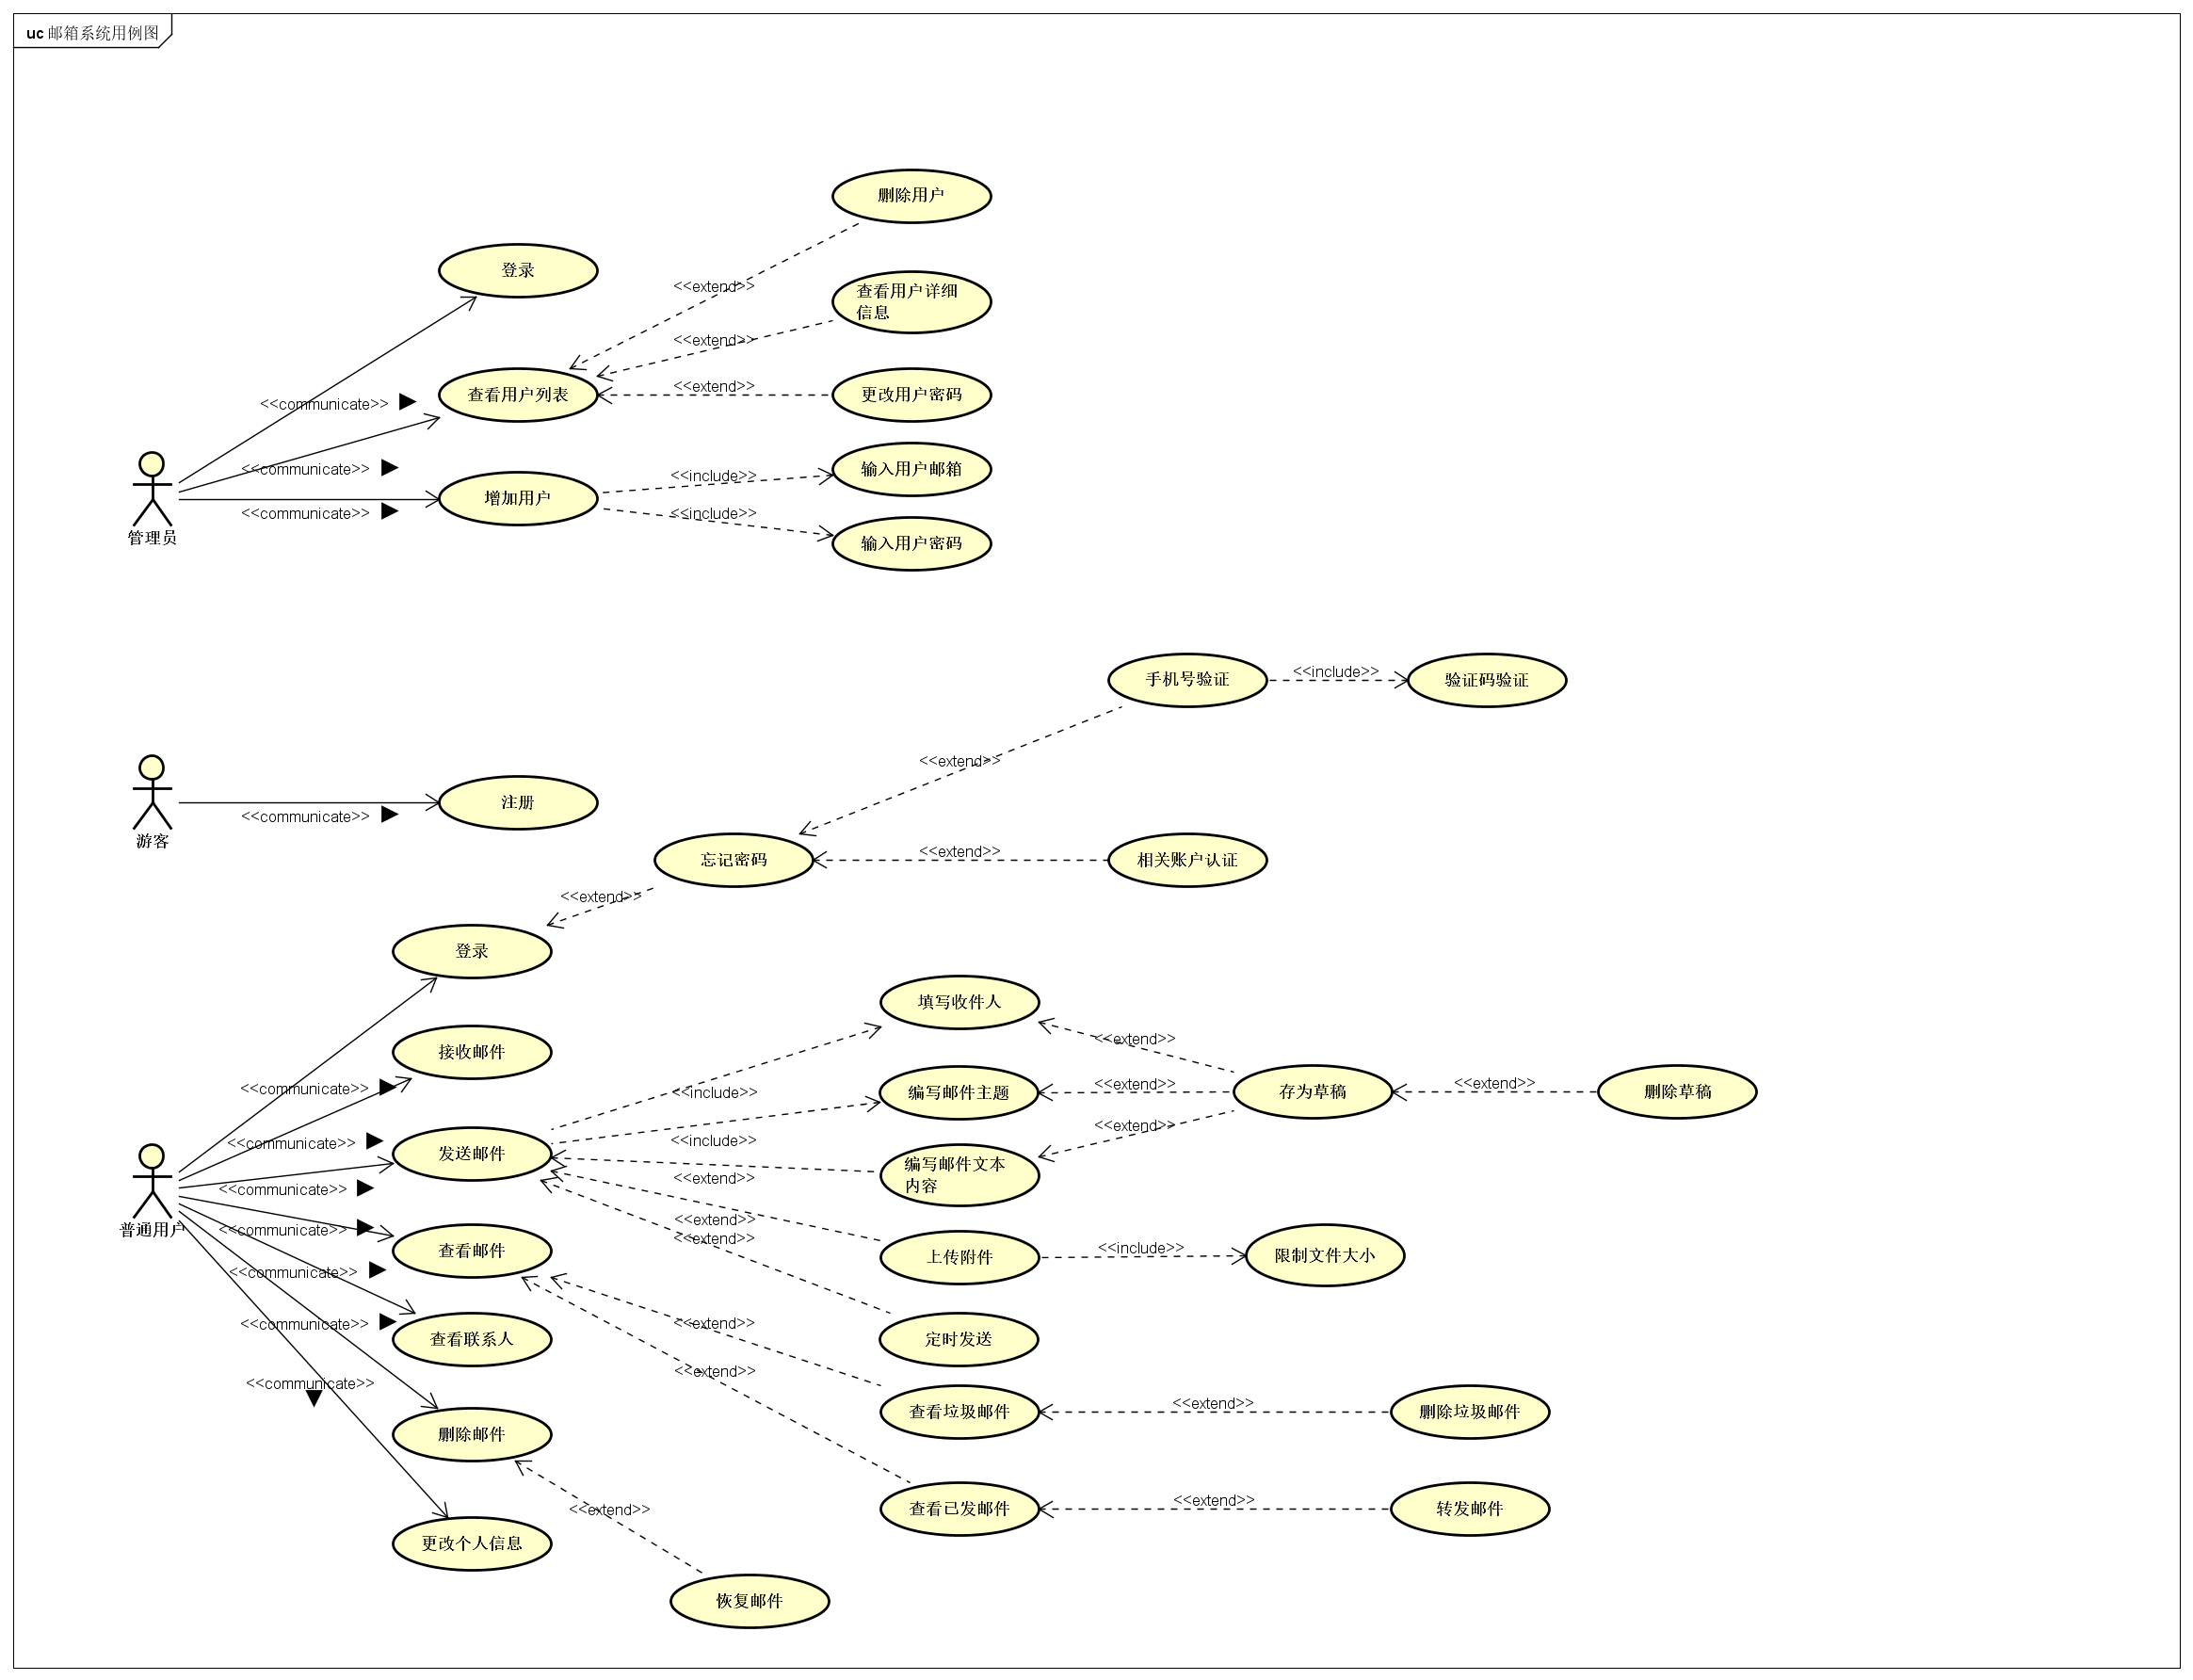 uc 邮箱系统用例图
删除用户
登录
<<extend>>
查看用户详细
信息
<<extend>>
<<extend>>
查看用户列表
更改用户密码
<<communicate>>
<<communicate>>
<<include>>
输入用户邮箱
增加用户
<<communicate>>
<<include>>
管理员
输入用户密码
手机号验证
<<include>>
验证码验证
<<extend>>
注册
<<communicate>>
游客
忘记密码
<<extend>>
相关账户认证
<<extend>>
登录
填写收件人
<<extend>>
接收邮件
<<communicate>>
<<include>>
编写邮件主题
<<extend>>
存为草稿
<<extend>>
删除草稿
<<extend>>
<<communicate>>
发送邮件
<<include>>
编写邮件文本
内容
<<extend>>
<<communicate>>
<<extend>>
普通用户
<<communicate>>
<<extend>>
查看邮件
上传附件
<<include>>
限制文件大小
<<communicate>>
<<communicate>>
<<extend>>
查看联系人
定时发送
<<extend>>
<<communicate>>
查看垃圾邮件
<<extend>>
删除垃圾邮件
删除邮件
<<extend>>
查看已发邮件
<<extend>>
转发邮件
更改个人信息
恢复邮件